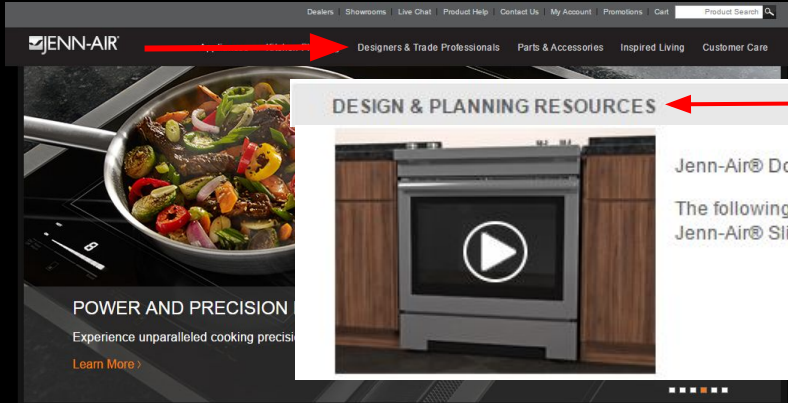 Dealers Showrooms Live Chat Product Help Contact Us My Account Promotions Cart Product Search
JENN-AIR
Designers & Trade Professionals Parts & Accessories Inspired Living Customer Care
DESIGN & PLANNING RESOURCES
Jenn-Air® Do
The following
Jenn-Air® Sli
8
POWER AND PRECISION
Experience unparalleled cooking precisi
Learn More >